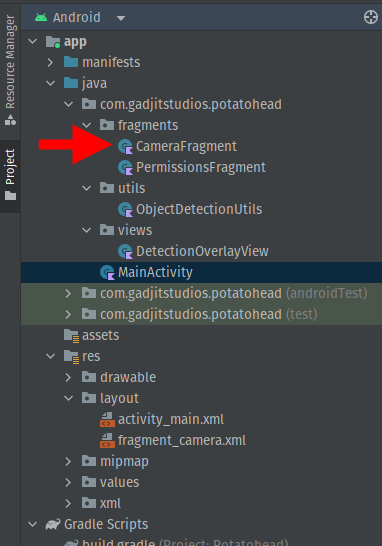 Resource Manager
Project
Android
app
manifests
java
com.gadjitstudios.potatohead
fragments
CameraFragment
PermissionsFragment
utils
ObjectDetectionUtils
views
DetectionOverlayView
MainActivity
com.gadjitstudios.potatohead (androidTest)
com.gadjitstudios.potatohead (test)
assets
res
drawable
layout
activity_main.xml
fragment_camera.xml
mipmap
values
xml
Gradle Scripts
build.gradle (Project: Potatohead)